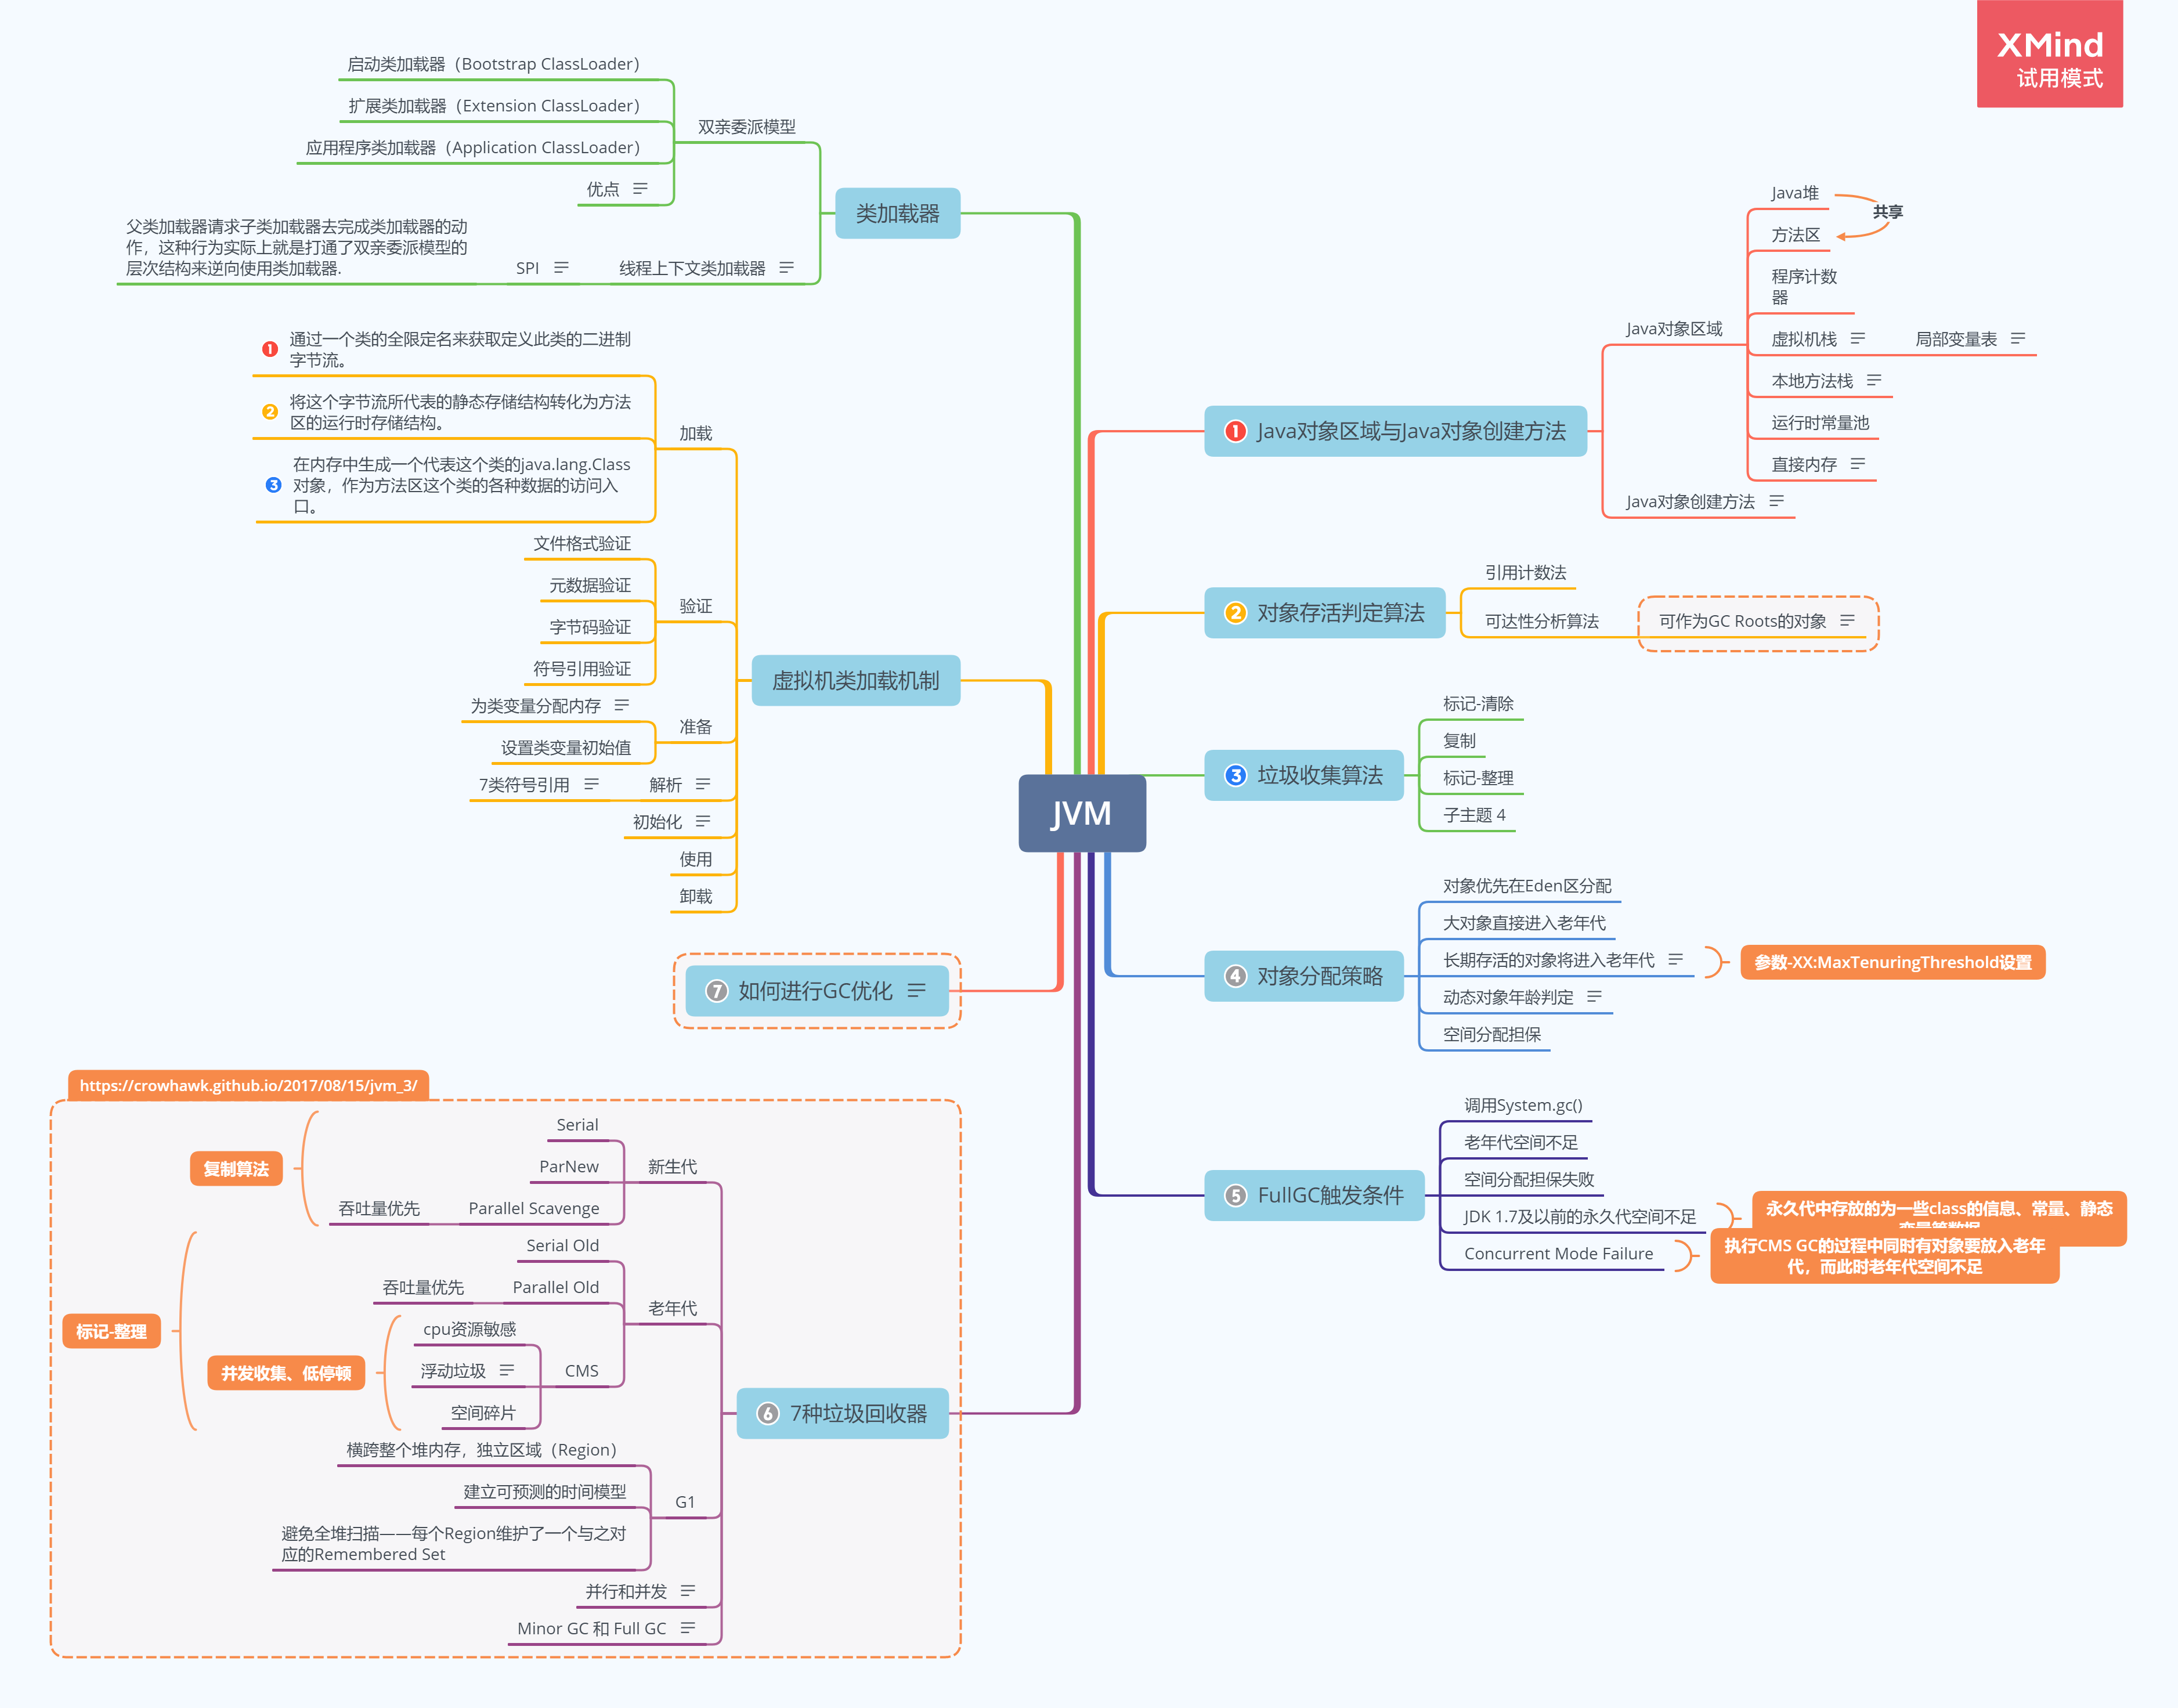 XMind
试用模式
JVM
1
Java对象区域与Java对象创建方法
Java对象区域
Java堆
共享
方法区
程序计数
器
虚拟机栈
局部变量表
本地方法栈
运行时常量池
直接内存
Java对象创建方法
2
对象存活判定算法
引用计数法
可达性分析算法
可作为GC Roots的对象
3
垃圾收集算法
标记-清除
复制
标记-整理
子主题 4
4
对象分配策略
对象优先在Eden区分配
大对象直接进入老年代
长期存活的对象将进入老年代
参数-XX:MaxTenuringThreshold设置
动态对象年龄判定
空间分配担保
5
FullGC触发条件
调用System.gc()
老年代空间不足
空间分配担保失败
JDK 1.7及以前的永久代空间不足
永久代中存放的为一些class的信息、常量、静态
Concurrent Mode Failure
执行CMS GC的过程中同时有对象要放入老年
代，而此时老年代空间不足
类加载器
双亲委派模型
启动类加载器（Bootstrap ClassLoader）
扩展类加载器（Extension ClassLoader）
应用程序类加载器（Application ClassLoader）
优点
线程上下文类加载器
SPI
父类加载器请求子类加载器去完成类加载器的动
作，这种行为实际上就是打通了双亲委派模型的
层次结构来逆向使用类加载器.
虚拟机类加载机制
加载
1
通过一个类的全限定名来获取定义此类的二进制
字节流。
2
将这个字节流所代表的静态存储结构转化为方法
区的运行时存储结构。
3
在内存中生成一个代表这个类的java.lang.Class
对象，作为方法区这个类的各种数据的访问入
口。
验证
文件格式验证
元数据验证
字节码验证
符号引用验证
准备
为类变量分配内存
设置类变量初始值
解析
7类符号引用
初始化
使用
卸载
7
如何进行GC优化
https://crowhawk.github.io/2017/08/15/jvm_3/
6
7种垃圾回收器
新生代
Serial
ParNew
Parallel Scavenge
吞吐量优先
复制算法
老年代
Serial Old
Parallel Old
吞吐量优先
CMS
cpu资源敏感
浮动垃圾
空间碎片
并发收集、低停顿
标记-整理
G1
横跨整个堆内存，独立区域（Region）
建立可预测的时间模型
避免全堆扫描——每个Region维护了一个与之对
应的Remembered Set
并行和并发
Minor GC 和 Full GC